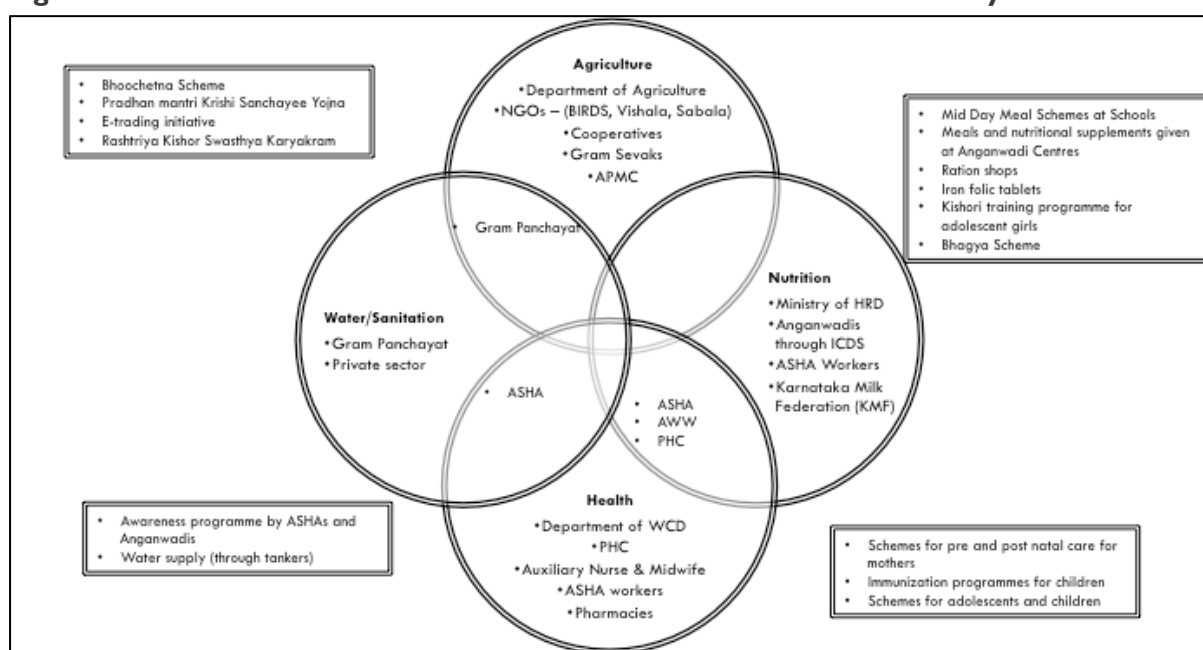 • Bhoochetna Scheme
• Pradhan mantri Krishi Sanchayee Yojna
• E-trading initiative
• Rashtriya Kishor Swasthya Karyakram
Agriculture
• Department of Agriculture
• NGOs – (BIRDS, Vishala, Sabala)
• Cooperatives
• Gram Sevaks
• APMC
• Mid Day Meal Schemes at Schools
• Meals and nutritional supplements given
at Anganwadi Centres
• Ration shops
• Iron folic tablets
• Kishori training programme for
adolescent girls
• Bhagya Scheme
• Gram Panchayat
Water/Sanitation
• Gram Panchayat
• Private sector
Nutrition
• Ministry of HRD
• Anganwadis
through ICDS
• ASHA Workers
• Karnataka Milk
Federation (KMF)
• ASHA
• ASHA
• AWW
• PHC
Health
• Department of WCD
• PHC
• Auxiliary Nurse & Midwife
• ASHA workers
• Pharmacies
• Awareness programme by ASHAs and
Anganwadis
• Water supply (through tankers)
• Schemes for pre and post natal care for
mothers
• Immunization programmes for children
• Schemes for adolescents and children